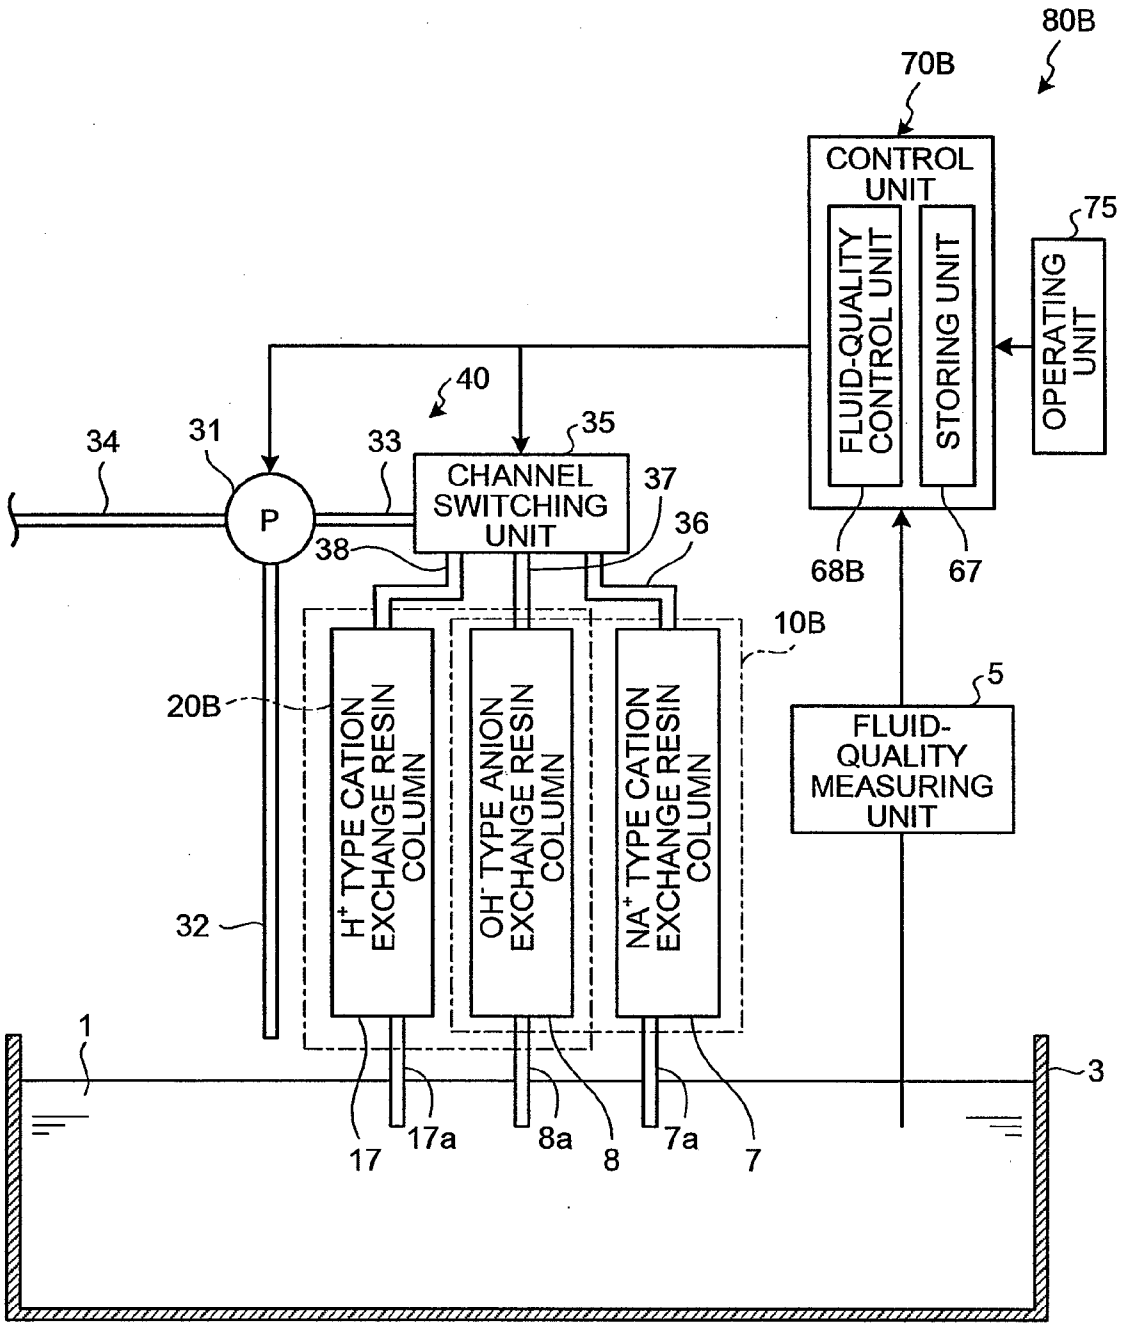 80B
70B
CONTROL
UNIT
75
FLUID-QUALITY
CONTROL UNIT
STORING UNIT
OPERATING
UNIT
40
34
31
33
35
CHANNEL
SWITCHING
UNIT
37
P
38
36
68B
67
10B
20B
5
H+ TYPE CATION
EXCHANGE RESIN
COLUMN
OH- TYPE ANION
EXCHANGE RESIN
COLUMN
NA+ TYPE CATION
EXCHANGE RESIN
COLUMN
FLUID-
QUALITY
MEASURING
UNIT
32
1
3
17
17a
8a
8
7a
7